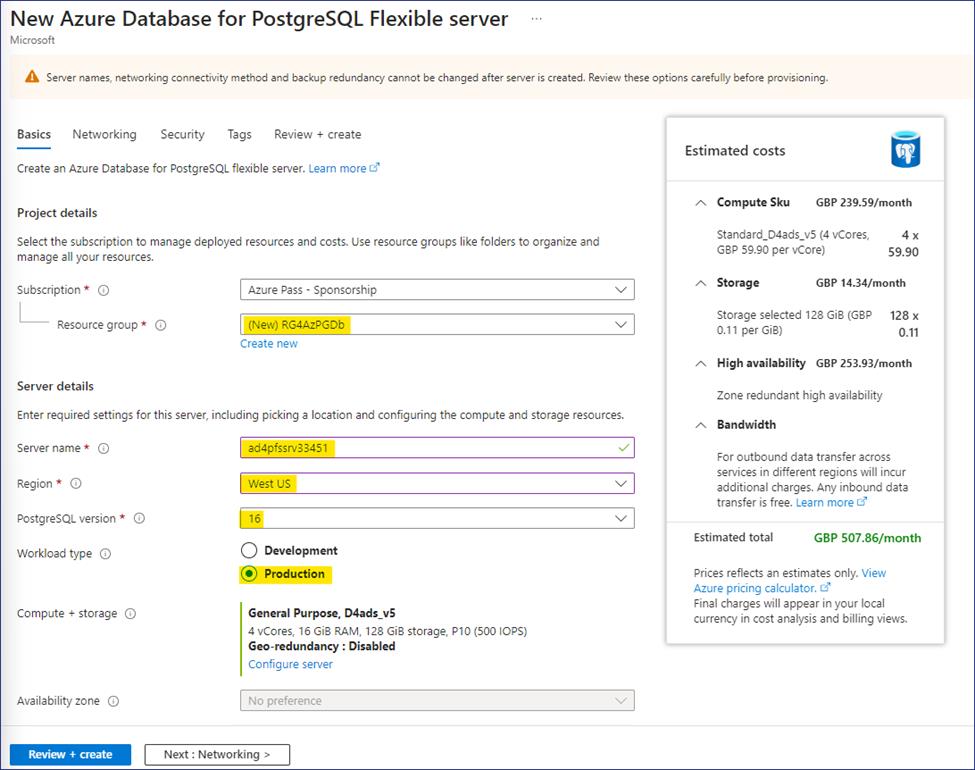 New Azure Database for PostgreSQL Flexible server ...
Microsoft
Server names, networking connectivity method and backup redundancy cannot be changed after server is created. Review these options carefully before provisioning.
Basics Networking Security Tags Review + create
Create an Azure Database for PostgreSQL flexible server. Learn more
Project details
Select the subscription to manage deployed resources and costs. Use resource groups like folders to organize and
manage all your resources.
Subscription * Azure Pass - Sponsorship
Resource group * (New) RG4AzPGDb
Create new
Server details
Enter required settings for this server, including picking a location and configuring the compute and storage resources.
Server name * ad4pfssrv33451
Region * West US
PostgreSQL version * 16
Workload type
Development
Production
Compute + storage
General Purpose, D4ads_v5
4 vCores, 16 GiB RAM, 128 GiB storage, P10 (500 IOPS)
Geo-redundancy : Disabled
Configure server
Availability zone No preference
Review + create Next : Networking >
Estimated costs
Compute Sku GBP 239.59/month
Standard_D4ads_v5 (4 vCores, 4 x
GBP 59.90 per vCore) 59.90
Storage GBP 14.34/month
Storage selected 128 GiB (GBP 128 x
0.11 per GiB) 0.11
High availability GBP 253.93/month
Zone redundant high availability
Bandwidth
For outbound data transfer across
services in different regions will incur
additional charges. Any inbound data
transfer is free. Learn more
Estimated total GBP 507.86/month
Prices reflect an estimates only. View
Azure pricing calculator.
Final charges will appear in your local
currency in cost analysis and billing views.